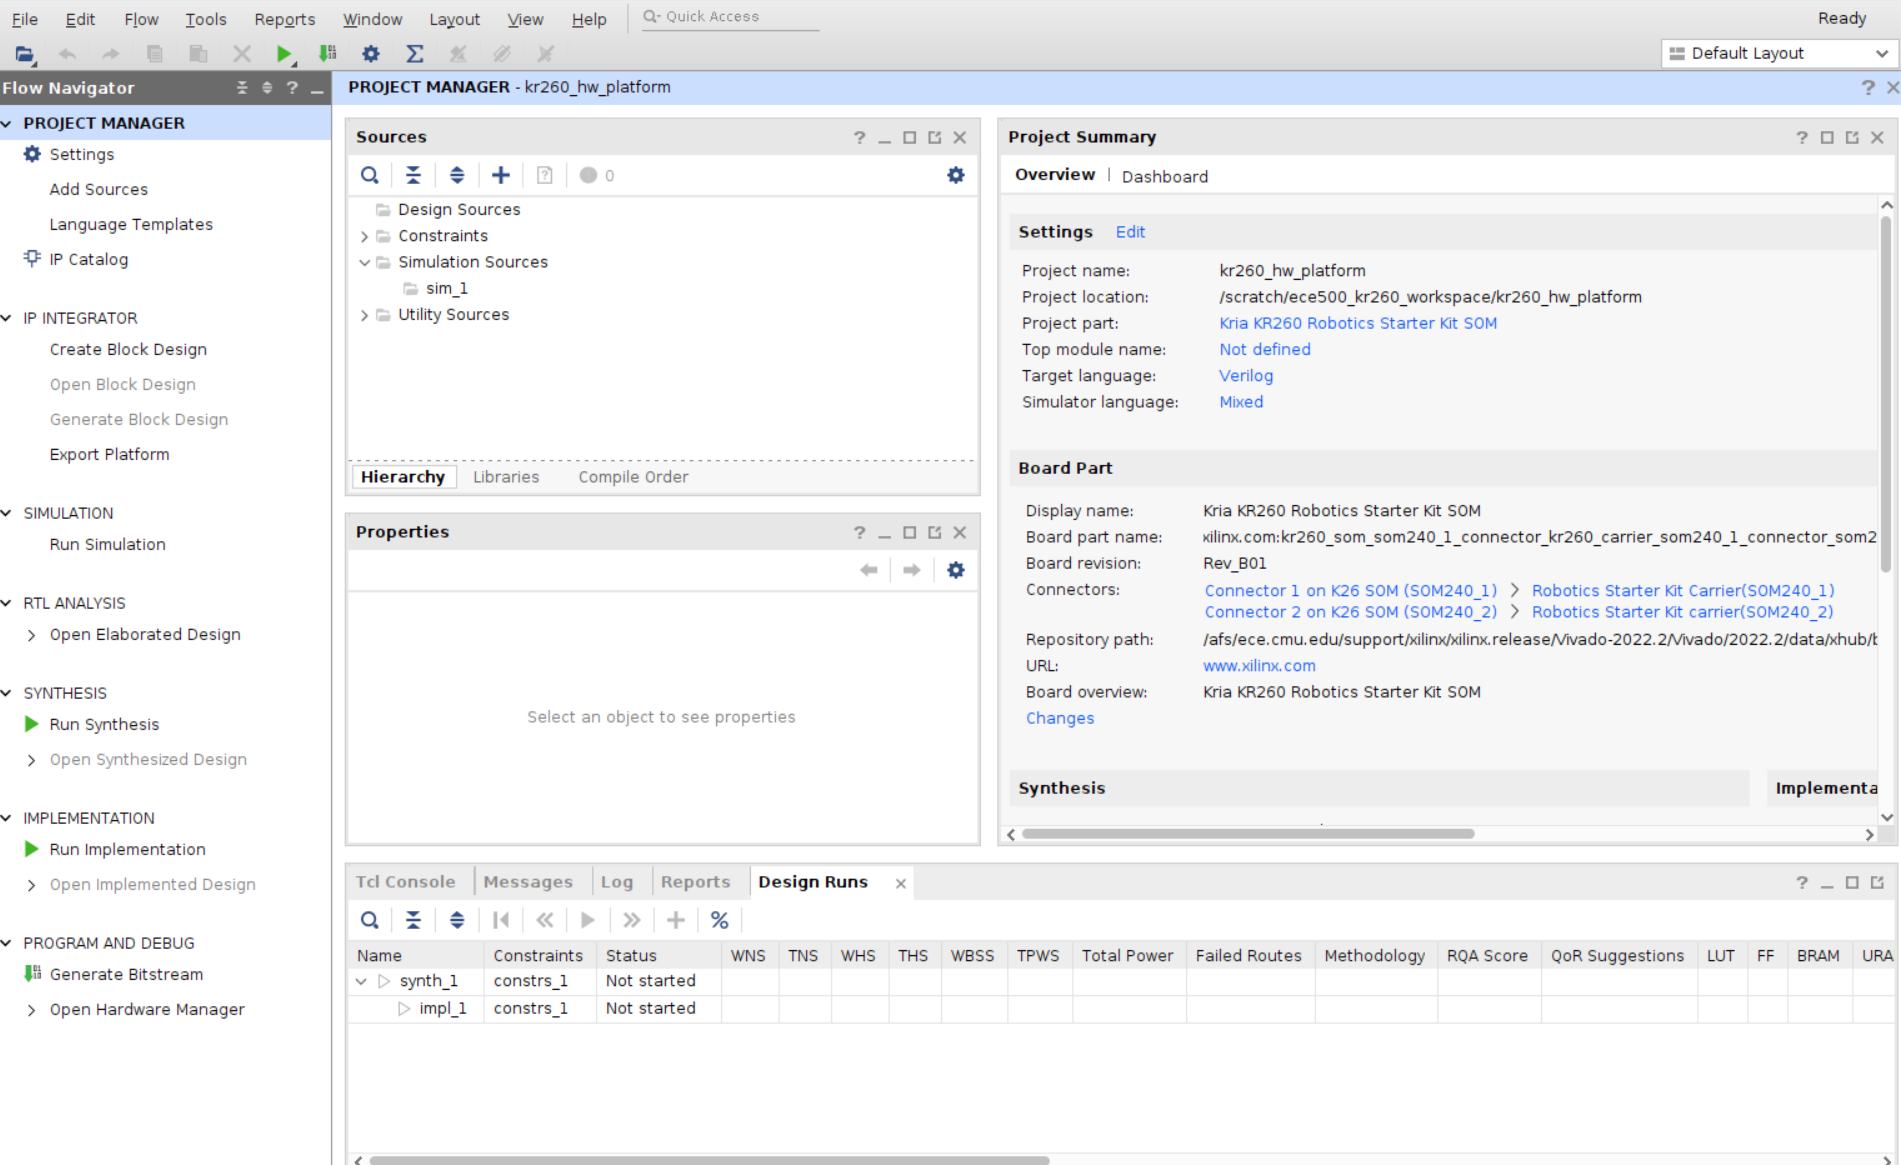 File Edit Flow Tools Reports Window Layout View Help Quick Access Ready
Default Layout
Flow Navigator
PROJECT MANAGER
Settings
Add Sources
Language Templates
IP Catalog
IP INTEGRATOR
Create Block Design
Open Block Design
Generate Block Design
Export Platform
SIMULATION
Run Simulation
RTL ANALYSIS
Open Elaborated Design
SYNTHESIS
Run Synthesis
Open Synthesized Design
IMPLEMENTATION
Run Implementation
Open Implemented Design
PROGRAM AND DEBUG
Generate Bitstream
Open Hardware Manager
PROJECT MANAGER - kr260_hw_platform
Sources
0
Design Sources
Constraints
Simulation Sources
sim_1
Utility Sources
Hierarchy Libraries Compile Order
Properties
Select an object to see properties
Project Summary
Overview | Dashboard
Settings Edit
Project name: kr260_hw_platform
Project location: /scratch/ece500_kr260_workspace/kr260_hw_platform
Project part: Kria KR260 Robotics Starter Kit SOM
Top module name: Not defined
Target language: Verilog
Simulator language: Mixed
Board Part
Display name: Kria KR260 Robotics Starter Kit SOM
Board part name: xilinx.com:kr260_som_som240_1_connector_kr260_carrier_som240_1_connector_som2
Board revision: Rev_B01
Connectors: Connector 1 on K26 SOM (SOM240_1) > Robotics Starter Kit Carrier(SOM240_1)
Connector 2 on K26 SOM (SOM240_2) > Robotics Starter Kit carrier(SOM240_2)
Repository path: /afs/ece.cmu.edu/support/xilinx/xilinx.release/Vivado-2022.2/Vivado/2022.2/data/xhub/b
URL: www.xilinx.com
Board overview: Kria KR260 Robotics Starter Kit SOM
Changes
Synthesis Implementa
Tcl Console Messages Log Reports Design Runs
Name Constraints Status WNS TNS WHS THS WBSS TPWS Total Power Failed Routes Methodology RQA Score QoR Suggestions LUT FF BRAM URA
synth_1 constrs_1 Not started
impl_1 constrs_1 Not started